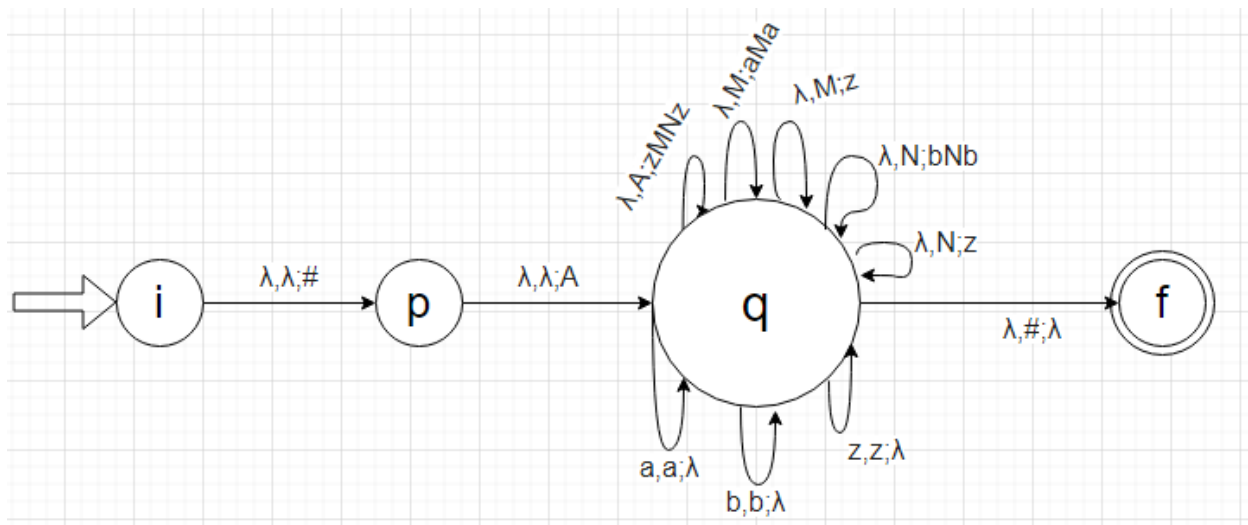 λ,A;zMNz
λ,M;aMa
λ,M;z
λ,N;bNb
λ,N;z
i
λ,λ;#
p
λ,λ;A
q
λ,#;λ
f
a,a;λ
b,b;λ
z,z;λ